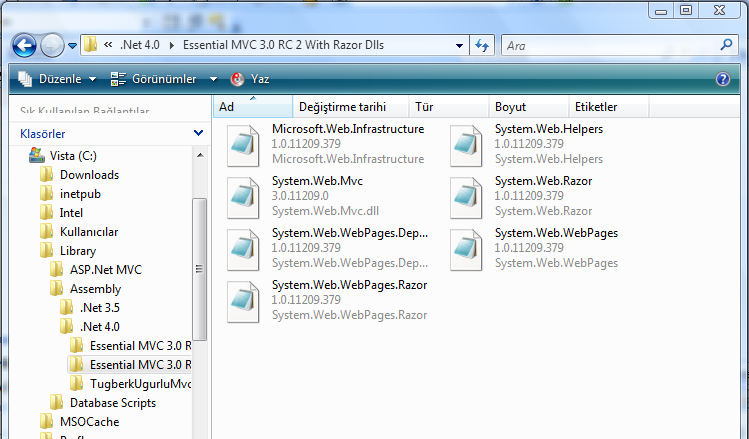 « .Net 4.0 Essential MVC 3.0 RC 2 With Razor Dlls Ara
Düzenle Görünümler Yaz
Sık Kullanılan Bağlantılar
Klasörler
Vista (C:)
Downloads
inetpub
Intel
Kullanıcılar
Library
ASP.Net MVC
Assembly
.Net 3.5
.Net 4.0
Essential MVC 3.0 R
Essential MVC 3.0 R
TugberkUgurluMvc
Database Scripts
MSOCache
Ad Değiştirme tarihi Tür Boyut Etiketler
Microsoft.Web.Infrastructure
1.0.11209.379
Microsoft.Web.Infrastructure
System.Web.Helpers
1.0.11209.379
System.Web.Helpers
System.Web.Mvc
3.0.11209.0
System.Web.Mvc.dll
System.Web.Razor
1.0.11209.379
System.Web.Razor
System.Web.WebPages.Dep...
1.0.11209.379
System.Web.WebPages.Dep...
System.Web.WebPages
1.0.11209.379
System.Web.WebPages
System.Web.WebPages.Razor
1.0.11209.379
System.Web.WebPages.Razor